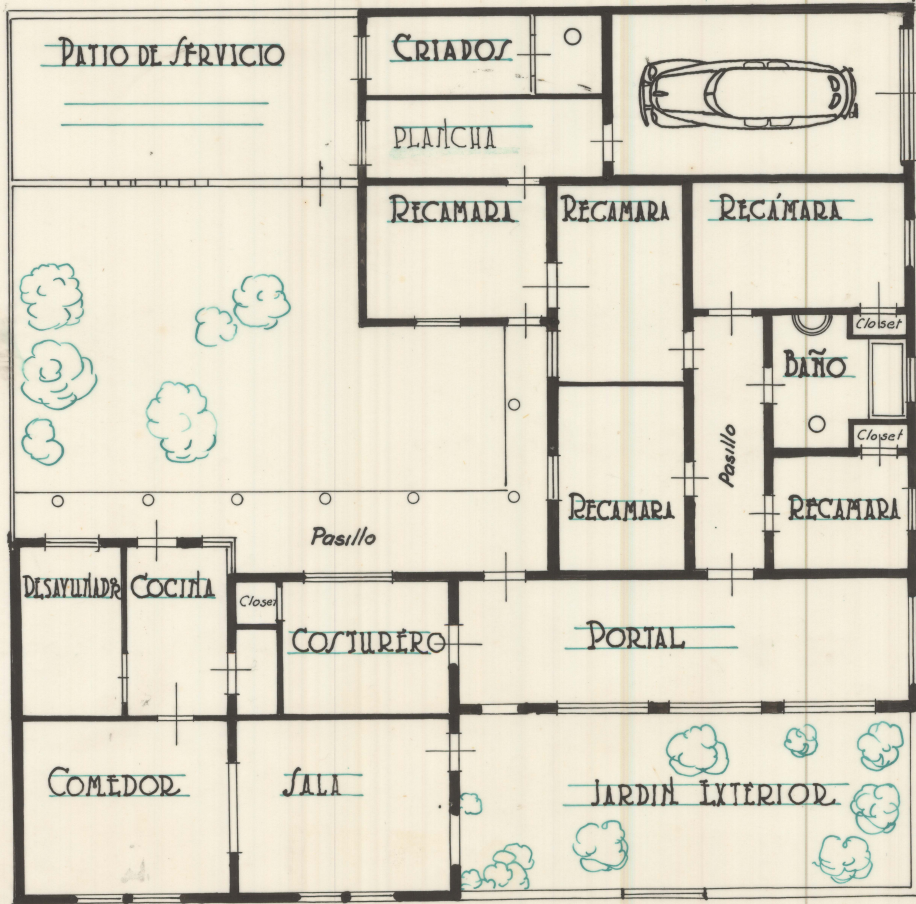 PATIO DE SERVICIO
CRIADOS
PLANCHA
RECAMARA
RECAMARA
RECÁMARA
Closet
BAÑO
Closet
Pasillo
RECAMARA
RECAMARA
Pasillo
DESAYUNADR
COCINA
Closet
COSTURERO
PORTAL
COMEDOR
SALA
JARDIN EXTERIOR